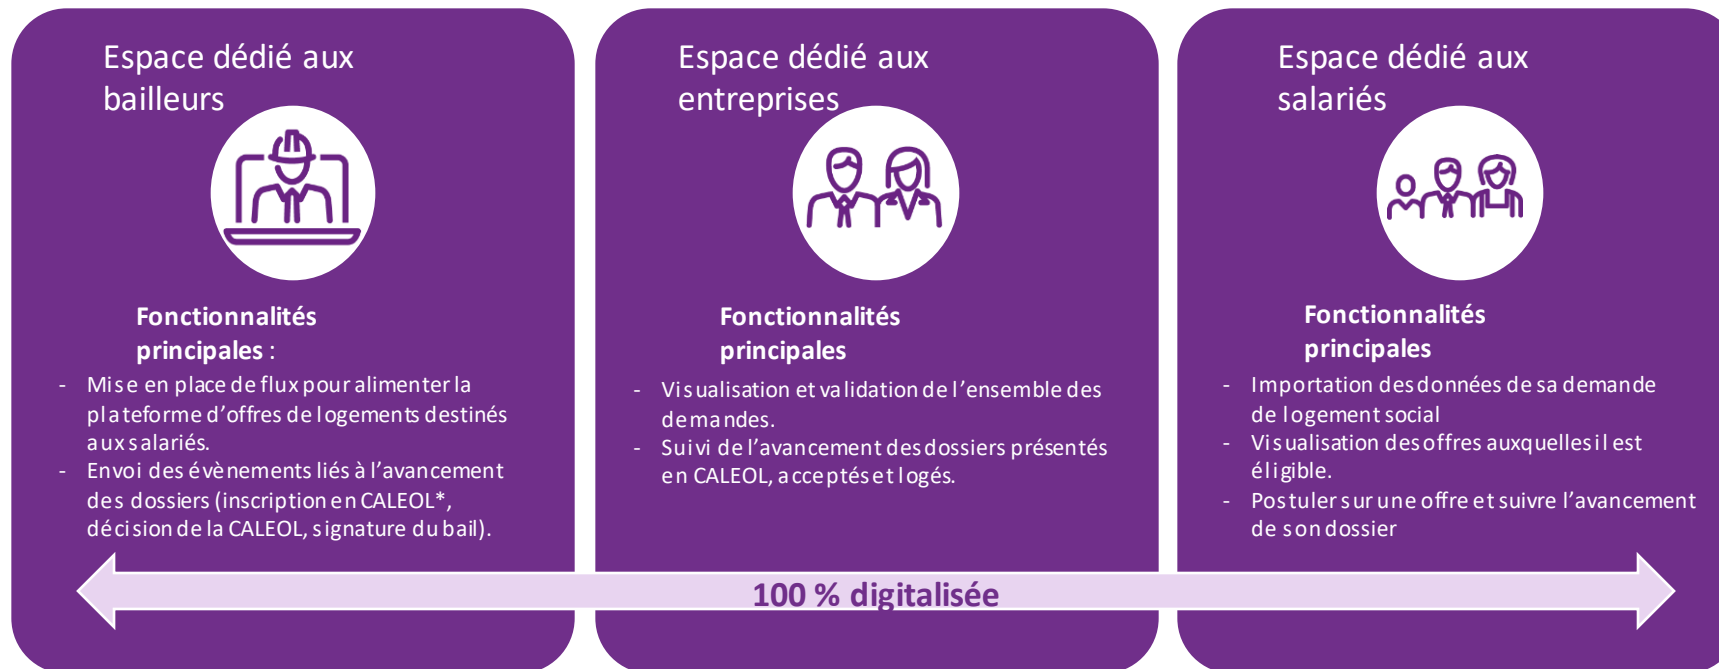 Espace dédié aux
bailleurs
Fonctionnalités
principales :
- Mise en place de flux pour alimenter la
plateforme d'offres de logements destinés
aux salariés.
- Envoi des évènements liés à l'avancement
des dossiers (inscription en CALEOL*,
décision de la CALEOL, signature du bail).
Espace dédié aux
entreprises
Fonctionnalités
principales
- Visualisation et validation de l'ensemble des
demandes.
- Suivi de l'avancement des dossiers présentés
en CALEOL, acceptés et logés.
Espace dédié aux
salariés
Fonctionnalités
principales
- Importation des données de sa demande
de logement social
- Visualisation des offres auxquelles il est
éligible.
- Postuler sur une offre et suivre l'avancement
de son dossier
100 % digitalisée